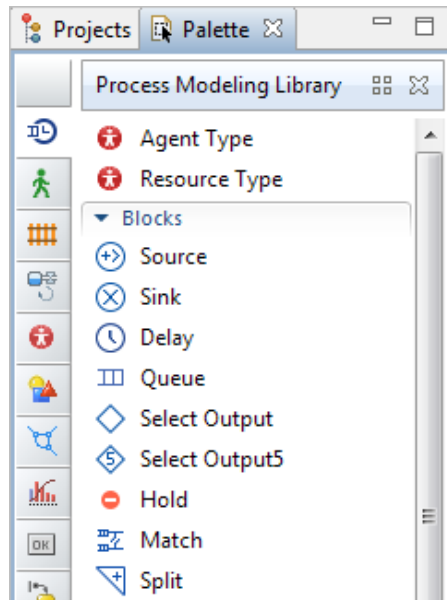 Projects Palette
Process Modeling Library
Agent Type
Resource Type
Blocks
Source
Sink
Delay
Queue
Select Output
5 Select Output5
Hold
Match
Split
OK